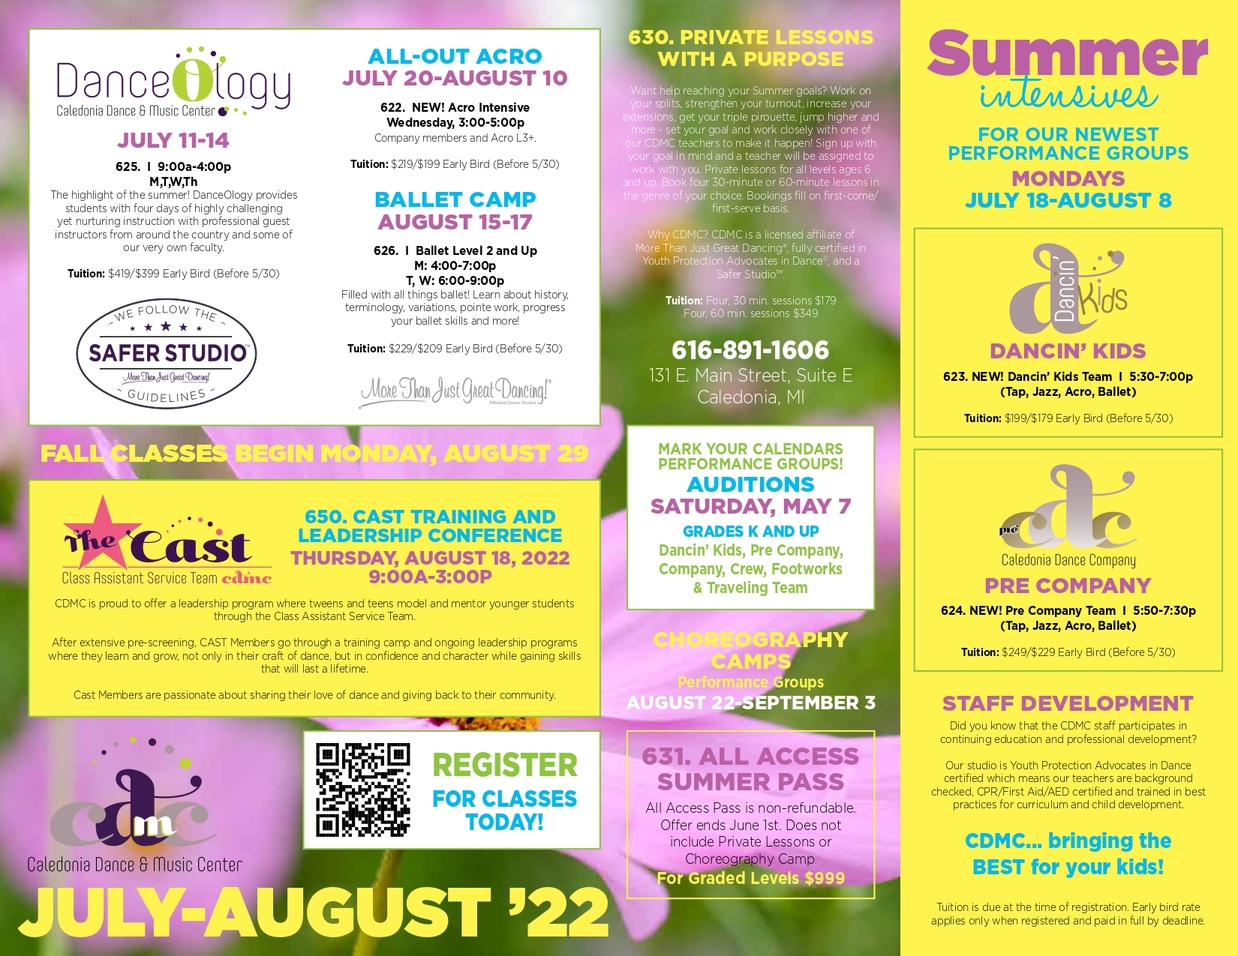 DanceOlogy
Caledonia Dance & Music Center
JULY 11-14
625. I 9:00a-4:00p
M,T,W,Th
The highlight of the summer! DanceOlogy provides
students with four days of highly challenging
yet nurturing instruction with professional guest
instructors from around the country and some of
our very own faculty.
Tuition: $419/$399 Early Bird (Before 5/30)
- WE FOLLOW THE -
SAFER STUDIO™
More Than Just Great Dancing!
- GUIDELINES -
ALL-OUT ACRO
JULY 20-AUGUST 10
622. NEW! Acro Intensive
Wednesday, 3:00-5:00p
Company members and Acro L3+.
Tuition: $219/$199 Early Bird (Before 5/30)
BALLET CAMP
AUGUST 15-17
626. I Ballet Level 2 and Up
M: 4:00-7:00p
T, W: 6:00-9:00p
Filled with all things ballet! Learn about history,
terminology, variations, pointe work, progress
your ballet skills and more!
Tuition: $229/$209 Early Bird (Before 5/30)
More Than Just Great Dancing!®
Affiliated Dance Studios
FALL CLASSES BEGIN MONDAY, AUGUST 29
The Cast
Class Assistant Service Team cdmc
650. CAST TRAINING AND
LEADERSHIP CONFERENCE
THURSDAY, AUGUST 18, 2022
9:00A-3:00P
CDMC is proud to offer a leadership program where tweens and teens model and mentor younger students
through the Class Assistant Service Team.
After extensive pre-screening, CAST Members go through a training camp and ongoing leadership programs
where they learn and grow, not only in their craft of dance, but in confidence and character while gaining skills
that will last a lifetime.
Cast Members are passionate about sharing their love of dance and giving back to their community.
cdmc
Caledonia Dance & Music Center
REGISTER
FOR CLASSES
TODAY!
JULY-AUGUST '22
630. PRIVATE LESSONS
WITH A PURPOSE
Want help reaching your Summer goals? Work on
your splits, strengthen your turnout, increase your
extensions, get your triple pirouette, jump higher and
more - set your goal and work closely with one of
our CDMC teachers to make it happen! Sign up with
your goal in mind and a teacher will be assigned to
work with you. Private lessons for all levels ages 6
and up. Book four 30-minute or 60-minute lessons in
the genre of your choice. Bookings fill on first-come/
first-serve basis.
Why CDMC? CDMC is a licensed affiliate of
More Than Just Great Dancing®, fully certified in
Youth Protection Advocates in Dance®, and a
Safer Studio™.
Tuition: Four, 30 min. sessions $179
Four, 60 min. sessions $349
616-891-1606
131 E. Main Street, Suite E
Caledonia, MI
MARK YOUR CALENDARS
PERFORMANCE GROUPS!
AUDITIONS
SATURDAY, MAY 7
GRADES K AND UP
Dancin' Kids, Pre Company,
Company, Crew, Footworks
& Traveling Team
CHOREOGRAPHY
CAMPS
Performance Groups
AUGUST 22-SEPTEMBER 3
631. ALL ACCESS
SUMMER PASS
All Access Pass is non-refundable.
Offer ends June 1st. Does not
include Private Lessons or
Choreography Camp.
For Graded Levels $999
Summer
intensives
FOR OUR NEWEST
PERFORMANCE GROUPS
MONDAYS
JULY 18-AUGUST 8
d Dancin' Kids
DANCIN' KIDS
623. NEW! Dancin' Kids Team I 5:30-7:00p
(Tap, Jazz, Acro, Ballet)
Tuition: $199/$179 Early Bird (Before 5/30)
pre cdc
Caledonia Dance Company
PRE COMPANY
624. NEW! Pre Company Team I 5:50-7:30p
(Tap, Jazz, Acro, Ballet)
Tuition: $249/$229 Early Bird (Before 5/30)
STAFF DEVELOPMENT
Did you know that the CDMC staff participates in
continuing education and professional development?
Our studio is Youth Protection Advocates in Dance
certified which means our teachers are background
checked, CPR/First Aid/AED certified and trained in best
practices for curriculum and child development.
CDMC... bringing the
BEST for your kids!
Tuition is due at the time of registration. Early bird rate
applies only when registered and paid in full by deadline.